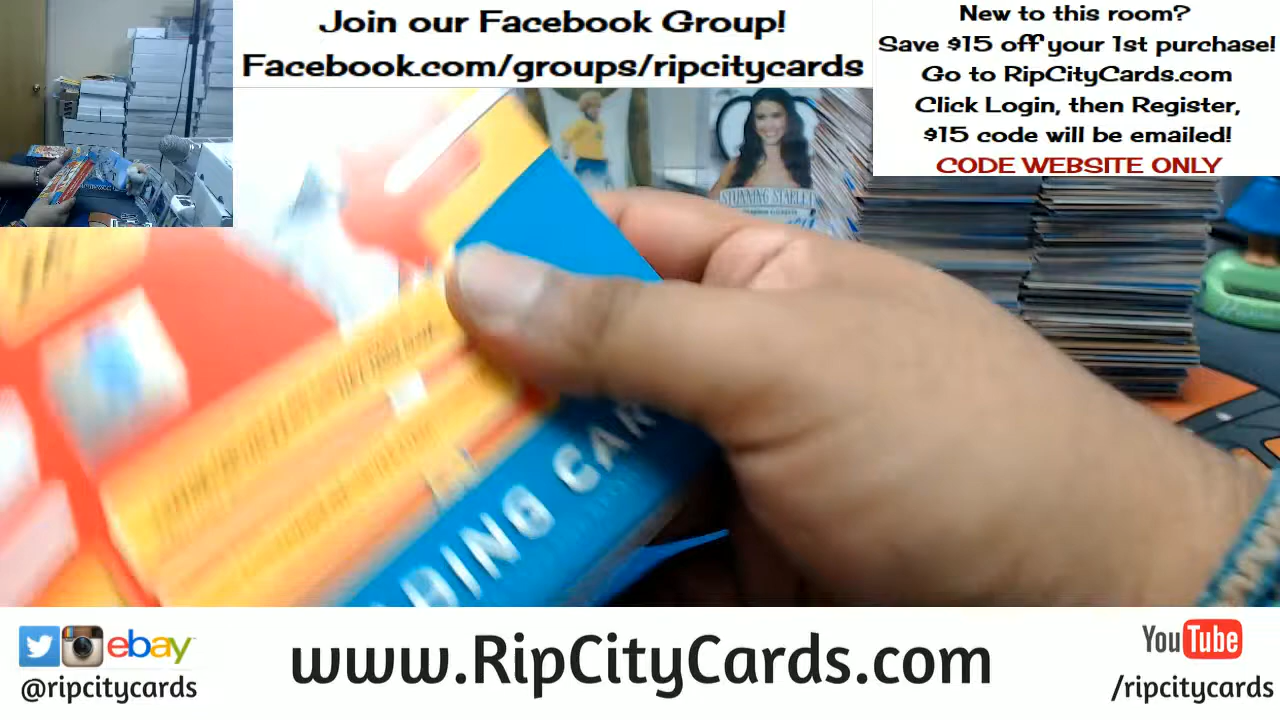 Join our Facebook Group!
Facebook.com/groups/ripcitycards
New to this room?
Save $15 off your 1st purchase!
Go to RipCityCards.com
Click Login, then Register,
$15 code will be emailed!
CODE WEBSITE ONLY
STUNNING STARLET
ADING CAR
ebay
@ripcitycards
www.RipCityCards.com
YouTube
/ripcitycards